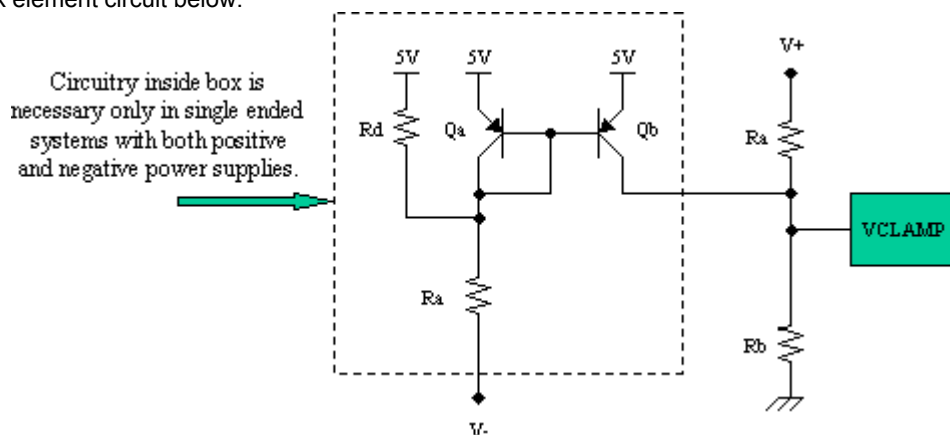 k element circuit below.
Circuitry inside box is
necessary only in single ended
systems with both positive
and negative power supplies.
5V
5V
5V
V+
Rd
Qa
Qb
Ra
VCLAMP
Ra
Rb
V-